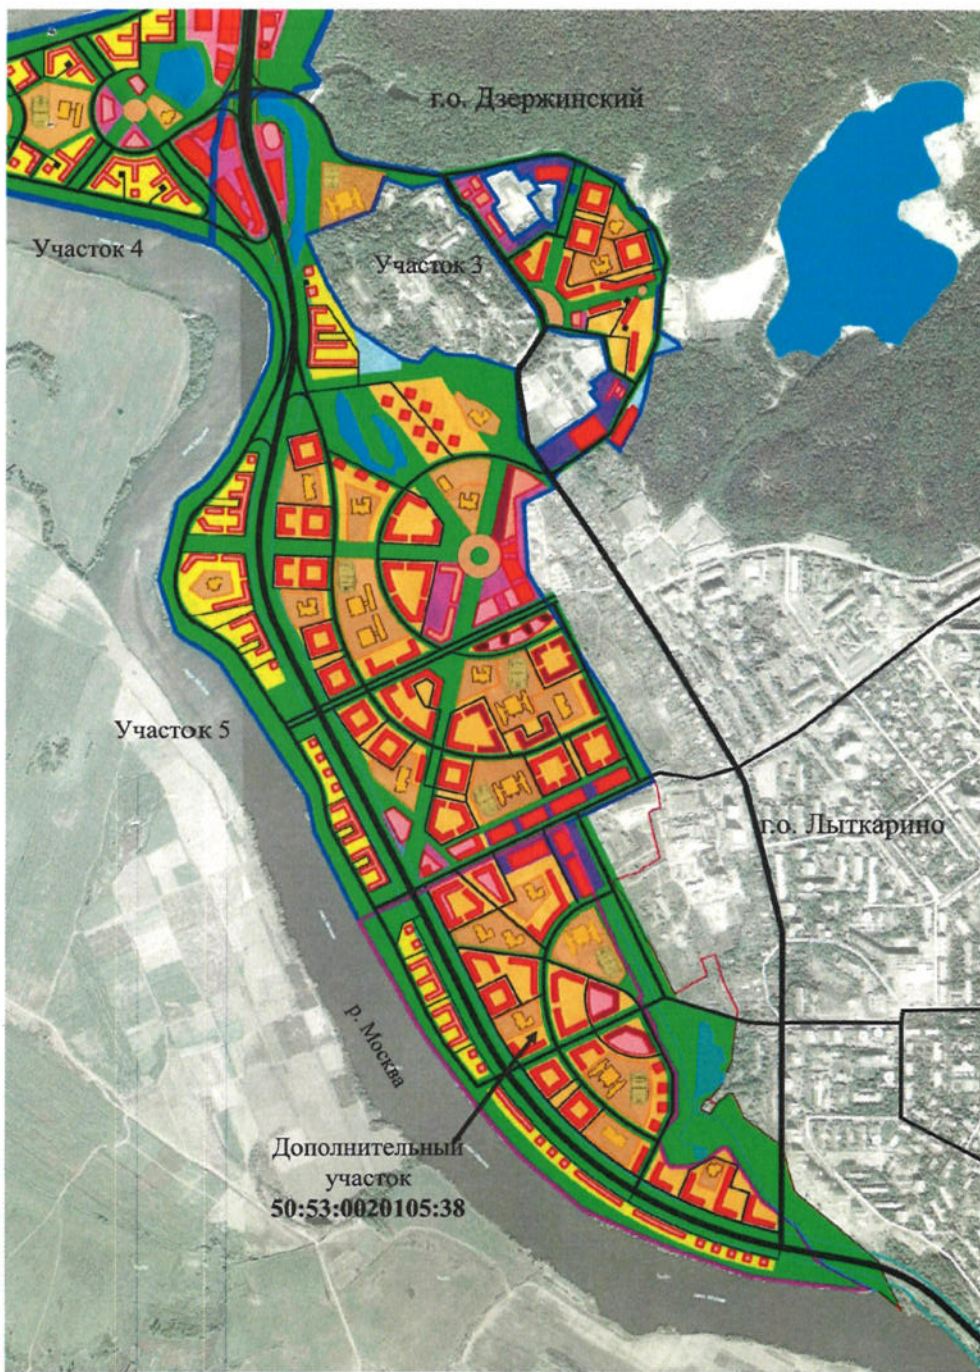 г.о. Дзержинский
Участок 4
Участок 3
Участок 5
г.о. Лыткарино
р. Москва
Дополнительный
участок
50:53:0020105:38